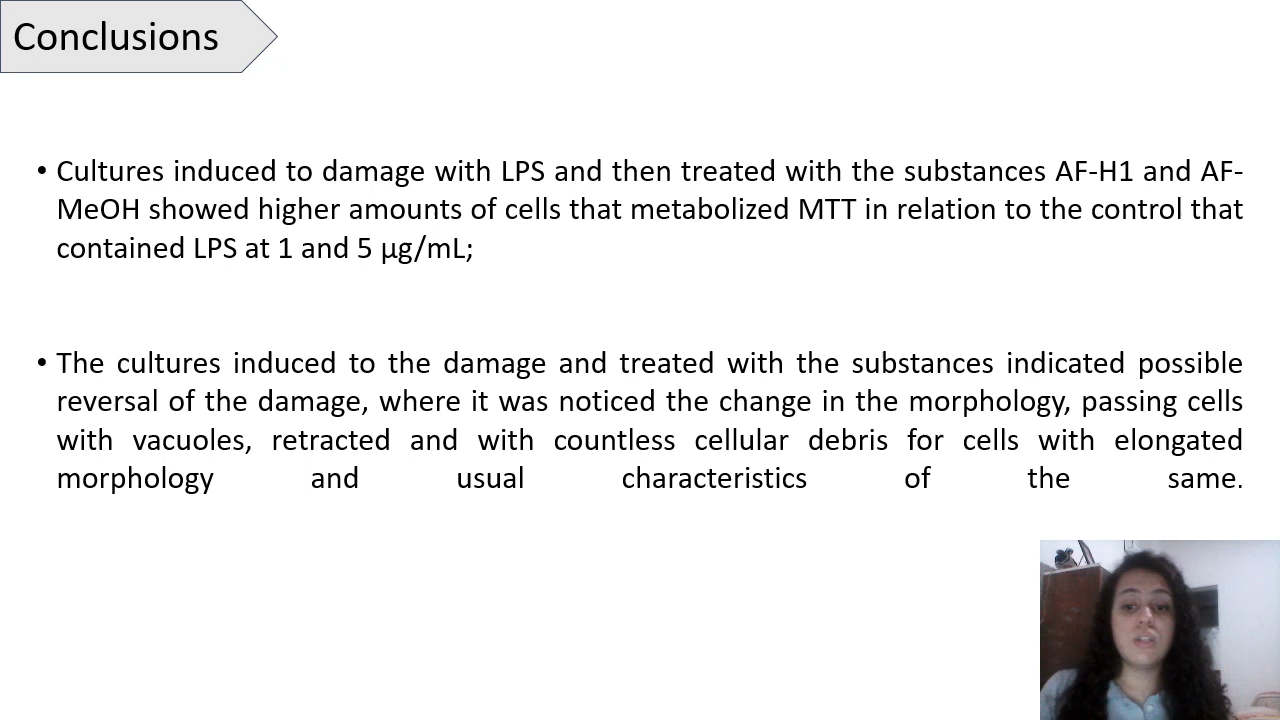 Conclusions
• Cultures induced to damage with LPS and then treated with the substances AF-H1 and AF-
MeOH showed higher amounts of cells that metabolized MTT in relation to the control that
contained LPS at 1 and 5 µg/mL;
• The cultures induced to the damage and treated with the substances indicated possible
reversal of the damage, where it was noticed the change in the morphology, passing cells
with vacuoles, retracted and with countless cellular debris for cells with elongated
morphology and usual characteristics of the same.